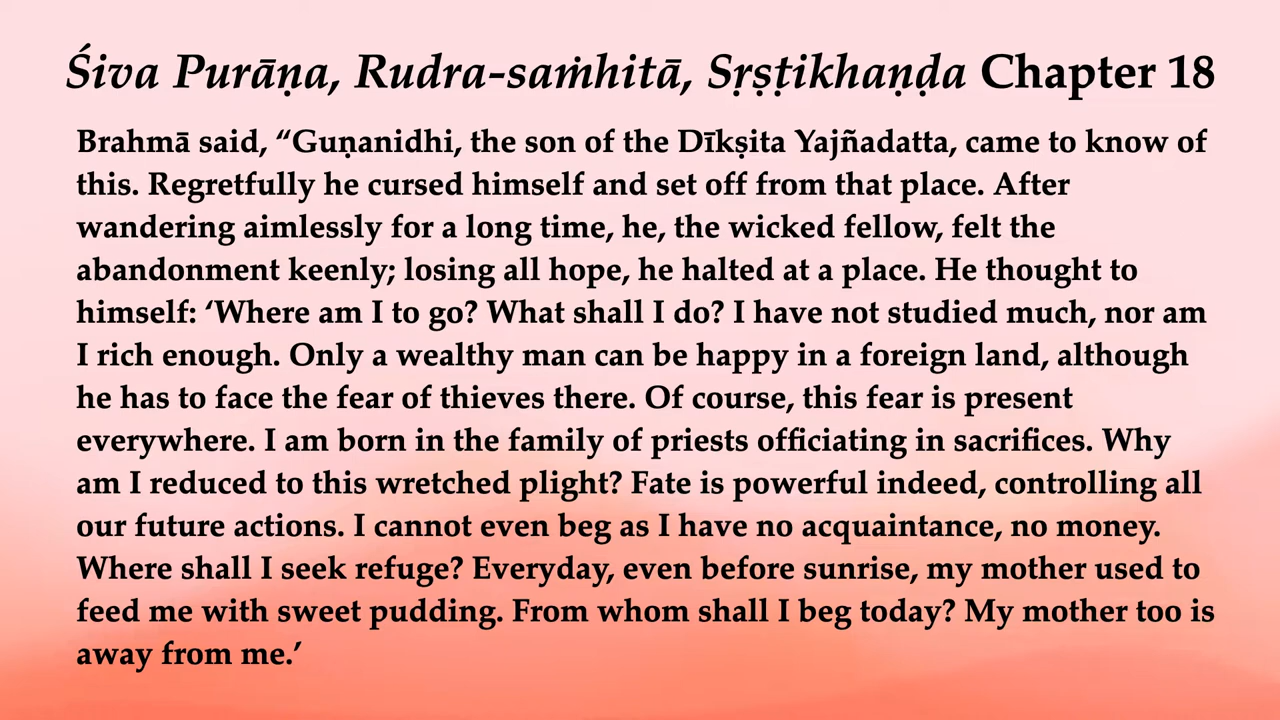 Śiva Purāṇa, Rudra-saṁhitā, Sṛṣṭikhaṇḍa Chapter 18
Brahmā said, “Guṇanidhi, the son of the Dīkṣita Yajñadatta, came to know of
this. Regretfully he cursed himself and set off from that place. After
wandering aimlessly for a long time, he, the wicked fellow, felt the
abandonment keenly; losing all hope, he halted at a place. He thought to
himself: ‘Where am I to go? What shall I do? I have not studied much, nor am
I rich enough. Only a wealthy man can be happy in a foreign land, although
he has to face the fear of thieves there. Of course, this fear is present
everywhere. I am born in the family of priests officiating in sacrifices. Why
am I reduced to this wretched plight? Fate is powerful indeed, controlling all
our future actions. I cannot even beg as I have no acquaintance, no money.
Where shall I seek refuge? Everyday, even before sunrise, my mother used to
feed me with sweet pudding. From whom shall I beg today? My mother too is
away from me.’